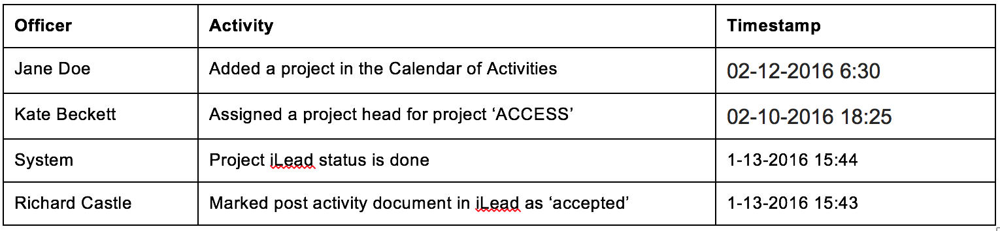 Officer Activity Timestamp
Jane Doe Added a project in the Calendar of Activities 02-12-2016 6:30
Kate Beckett Assigned a project head for project ‘ACCESS’ 02-10-2016 18:25
System Project iLead status is done 1-13-2016 15:44
Richard Castle Marked post activity document in iLead as ‘accepted’ 1-13-2016 15:43